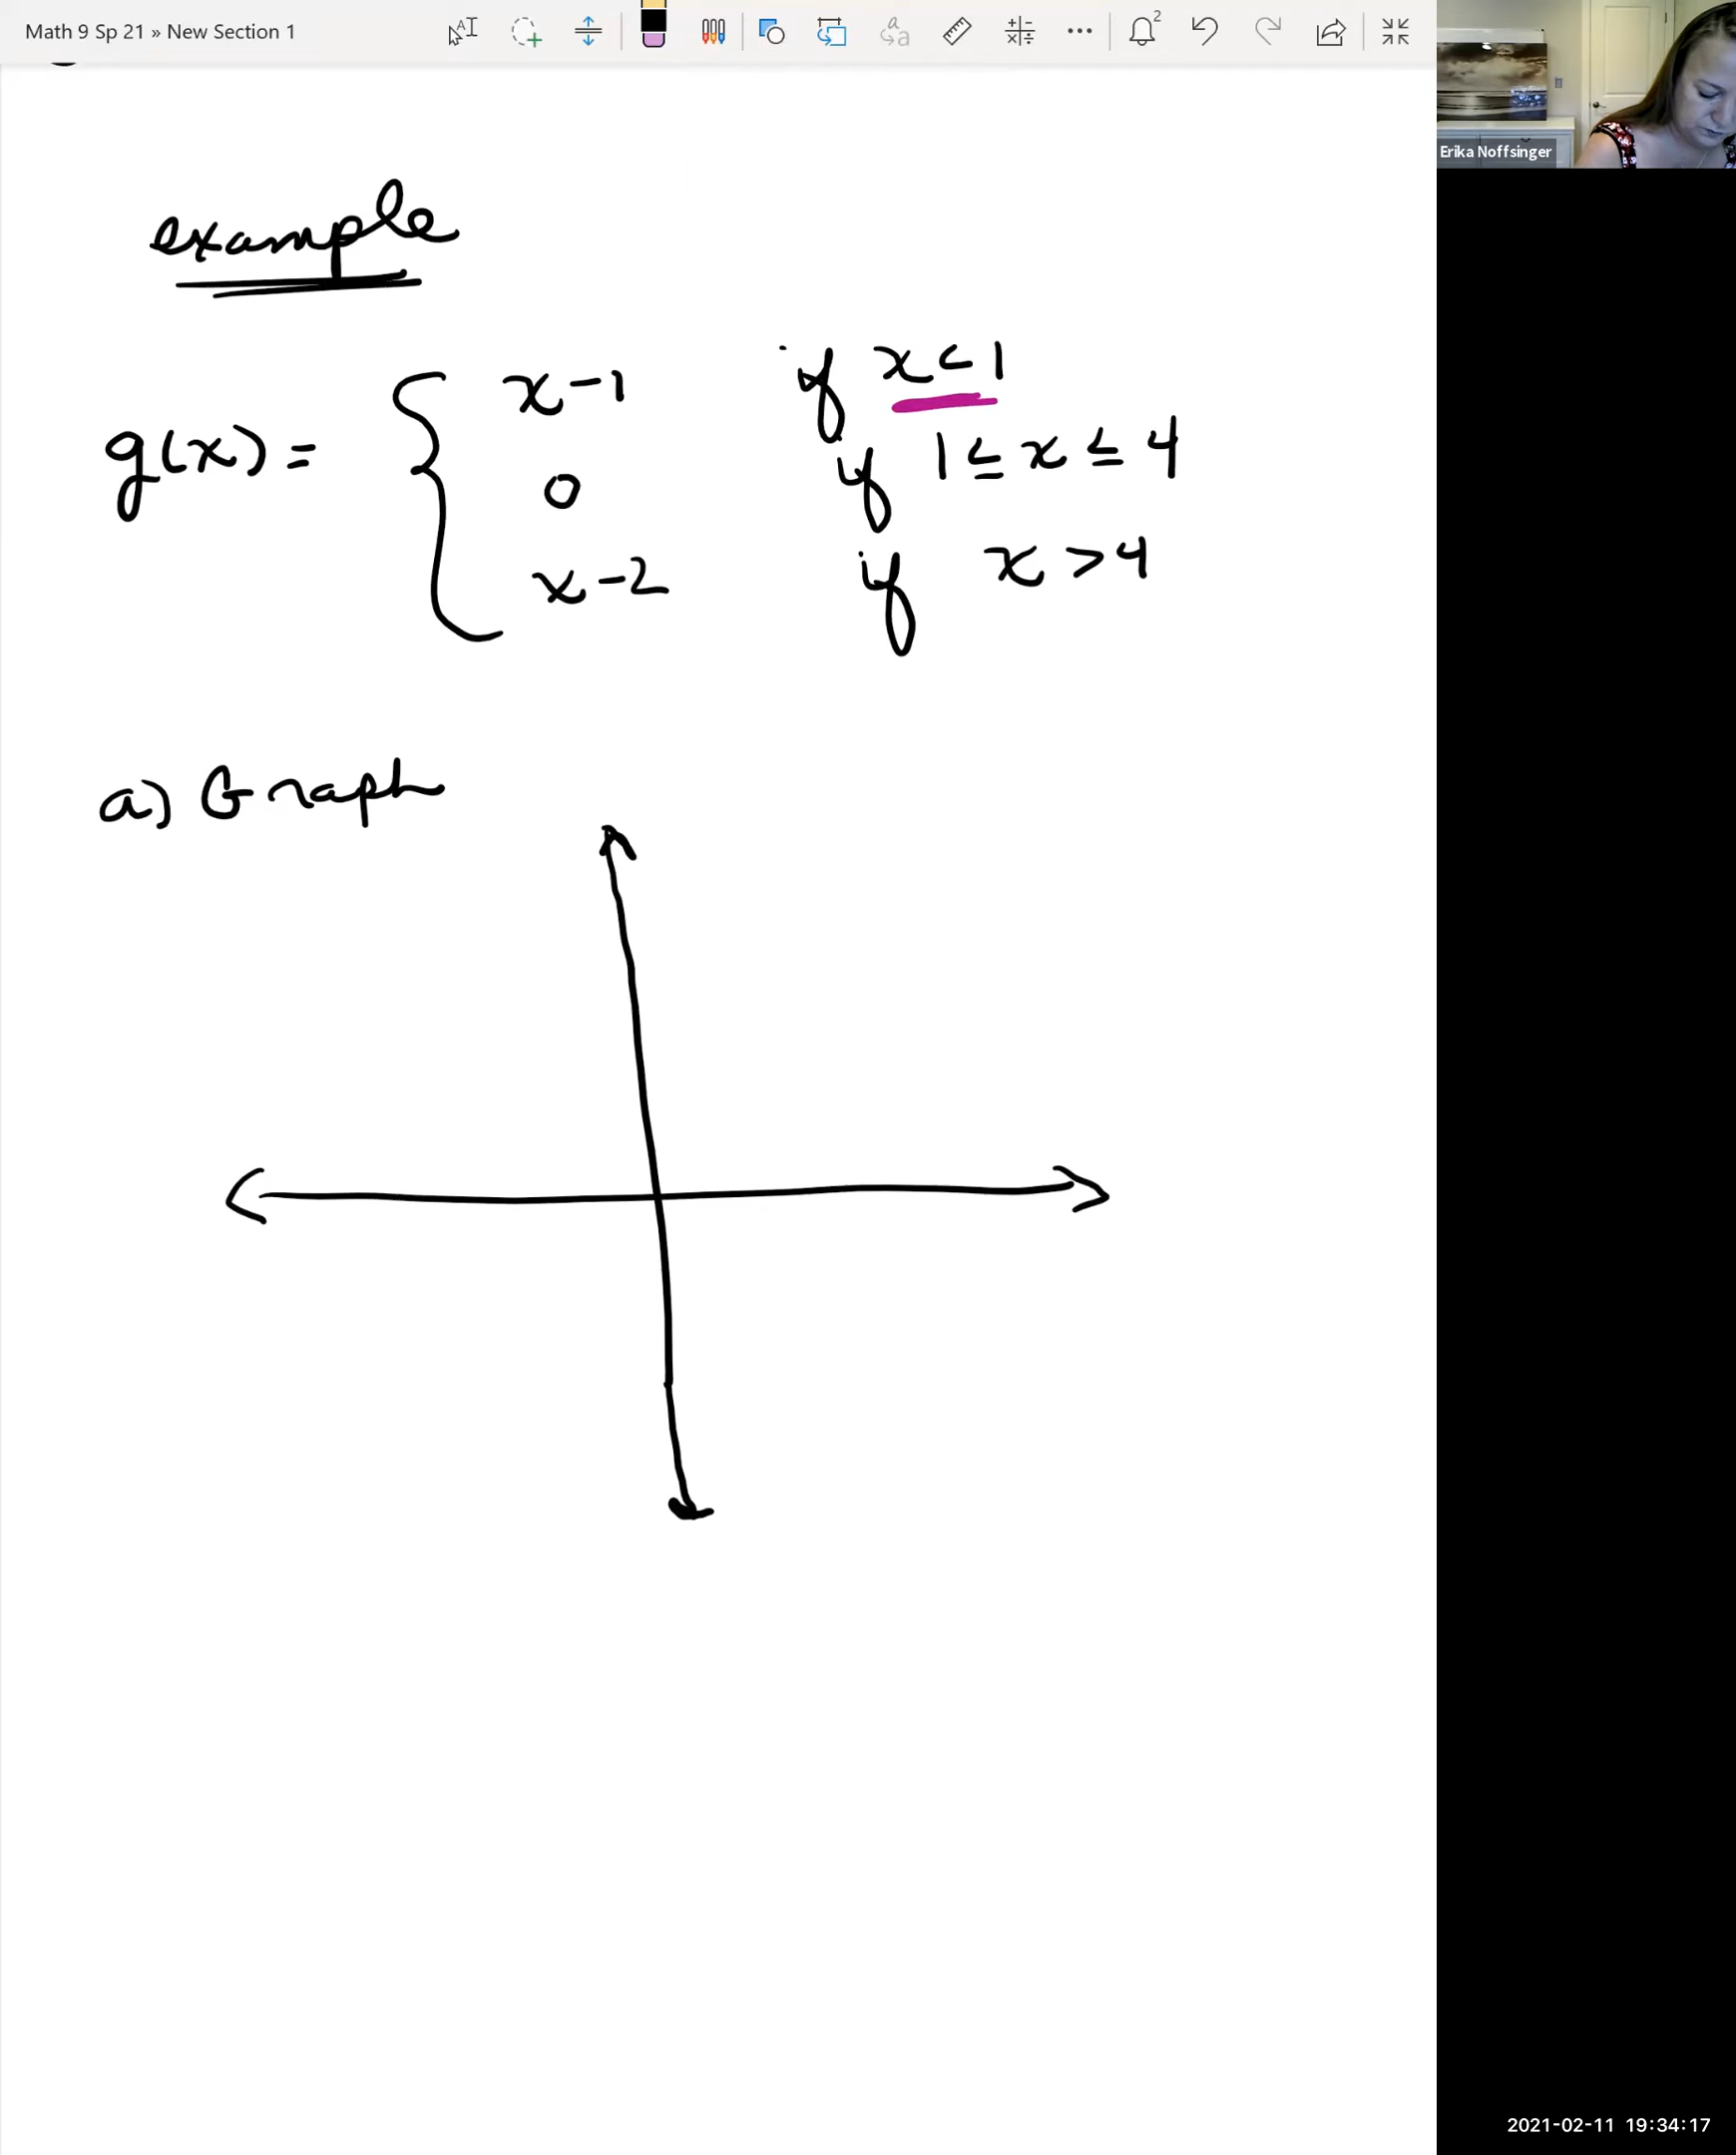 Math 9 Sp 21 » New Section 1
2
Erika Noffsinger
example
g(x) = { x-1 if x<1
0 if 1≤x≤4
x-2 if x>4
a) Graph
2021-02-11 19:34:17